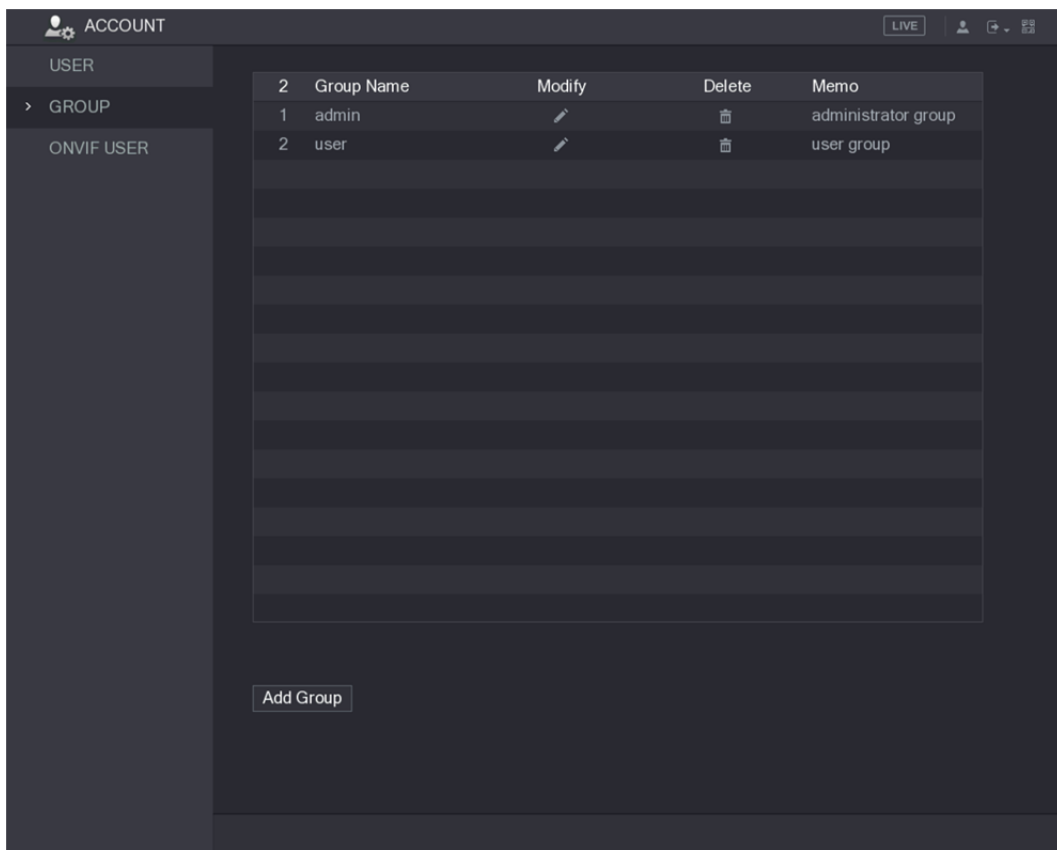 ACCOUNT LIVE
USER
GROUP
ONVIF USER
2 Group Name Modify Delete Memo
1 admin administrator group
2 user user group
Add Group